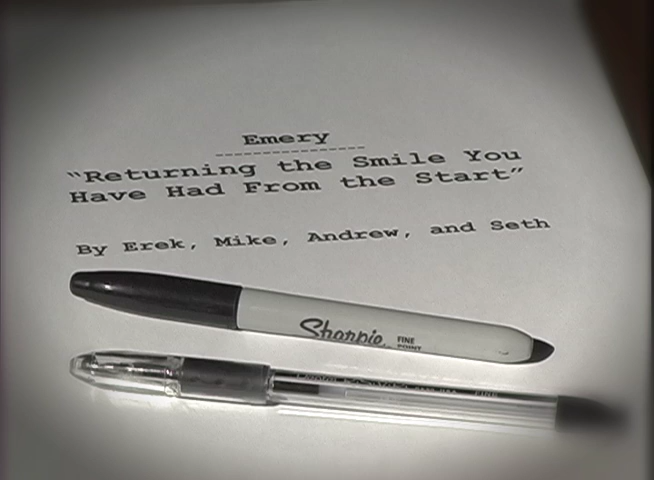 Emery
----------------
“Returning the Smile You
Have Had From the Start”
By Erek, Mike, Andrew, and Seth
Sharpie FINE
POINT
FINE